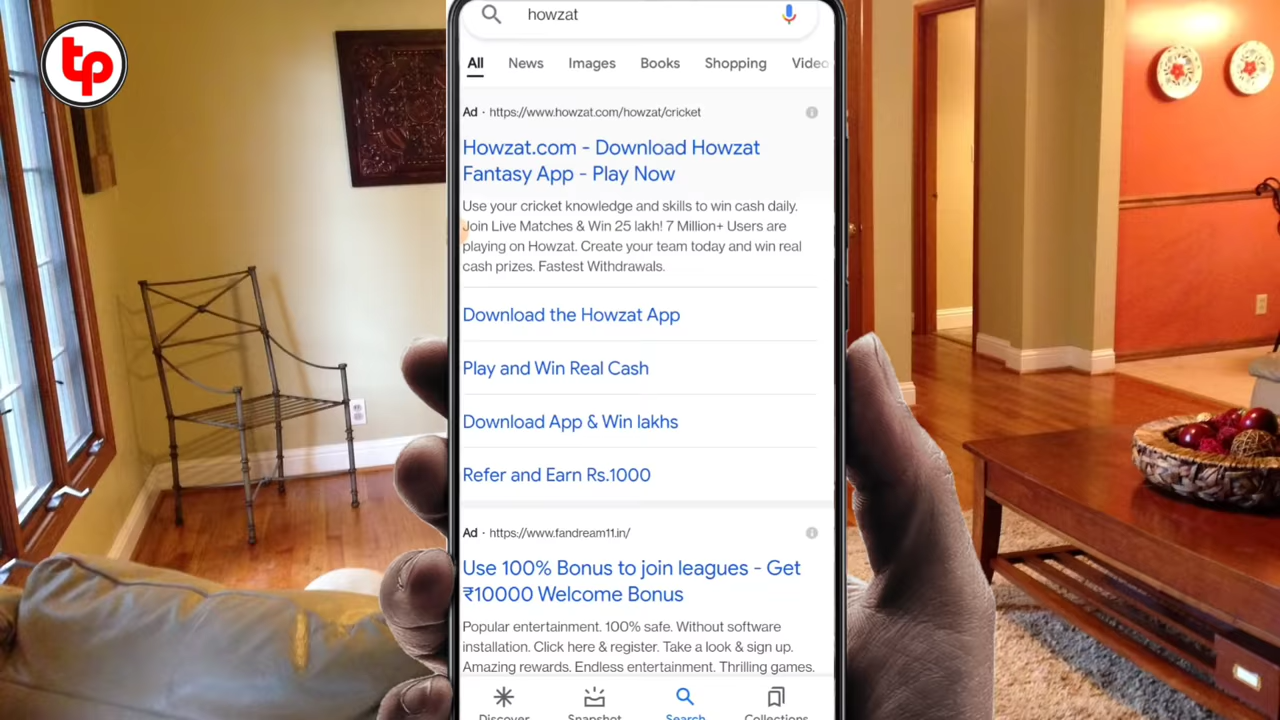 tp
howzat
All News Images Books Shopping Video
Ad · https://www.howzat.com/howzat/cricket
Howzat.com - Download Howzat
Fantasy App - Play Now
Use your cricket knowledge and skills to win cash daily.
Join Live Matches & Win 25 lakh! 7 Million+ Users are
playing on Howzat. Create your team today and win real
cash prizes. Fastest Withdrawals.
Download the Howzat App
Play and Win Real Cash
Download App & Win lakhs
Refer and Earn Rs.1000
Ad · https://www.fandream11.in/
Use 100% Bonus to join leagues - Get
₹10000 Welcome Bonus
Popular entertainment. 100% safe. Without software
installation. Click here & register. Take a look & sign up.
Amazing rewards. Endless entertainment. Thrilling games.
Discover Snapshot Search Collections